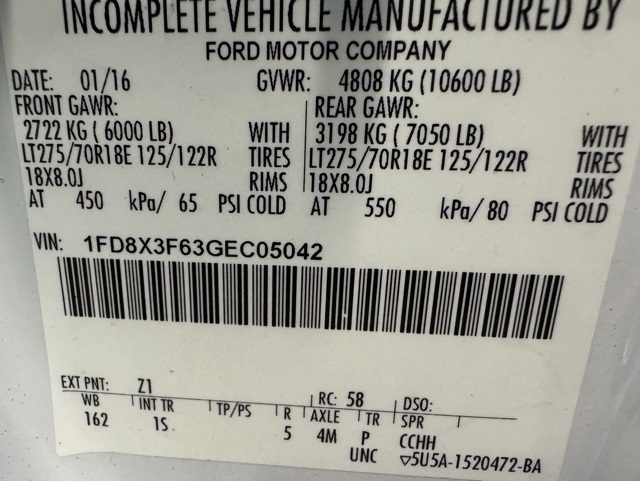 INCOMPLETE VEHICLE MANUFACTURED BY
FORD MOTOR COMPANY
DATE: 01/16 GVWR: 4808 KG (10600 LB)
FRONT GAWR: REAR GAWR:
2722 KG ( 6000 LB) WITH 3198 KG ( 7050 LB) WITH
LT275/70R18E 125/122R TIRES LT275/70R18E 125/122R TIRES
18X8.0J RIMS 18X8.0J RIMS
AT 450 kPa/ 65 PSI COLD AT 550 kPa/ 80 PSI COLD
VIN: 1FD8X3F63GEC05042
EXT PNT: Z1 RC: 58 DSO:
WB INT TR TP/PS R AXLE TR SPR
162 1S 5 4M P CCHH
UNC ▽5U5A-1520472-BA